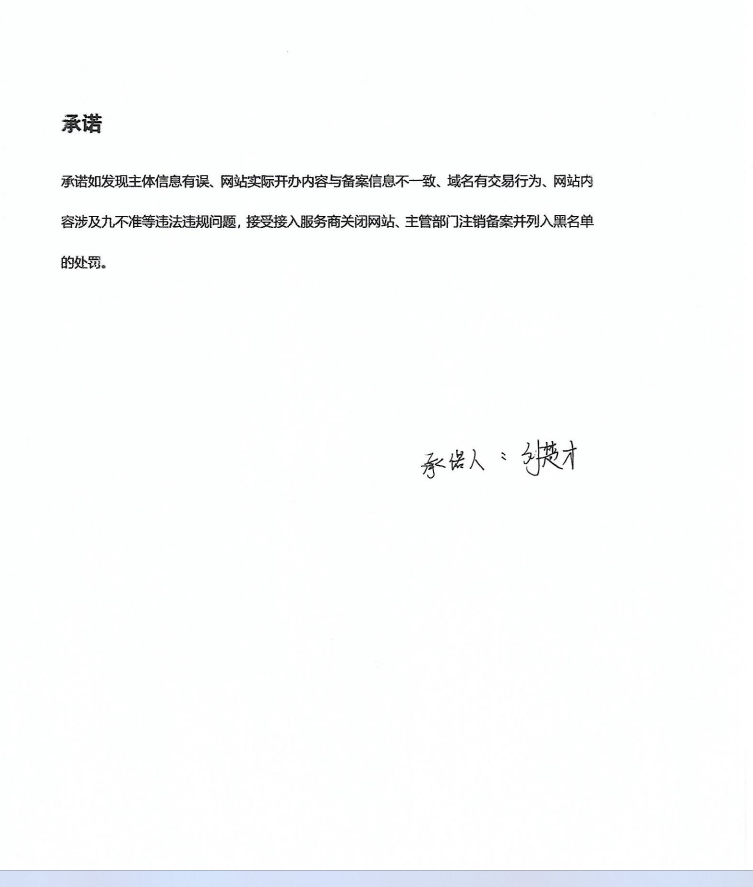 承诺
承诺如发现主体信息有误、网站实际开办内容与备案信息不一致、域名有交易行为、网站内
容涉及九不准等违法违规问题，接受接入服务商关闭网站、主管部门注销备案并列入黑名单
的处罚。
承诺人：刘楚才